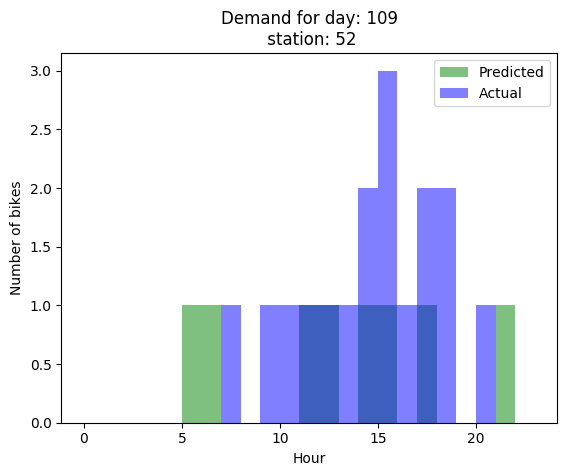 Demand for day: 109
station: 52
3.0
2.5
2.0
1.5
1.0
0.5
0.0
Number of bikes
Predicted
Actual
0 5 10 15 20
Hour